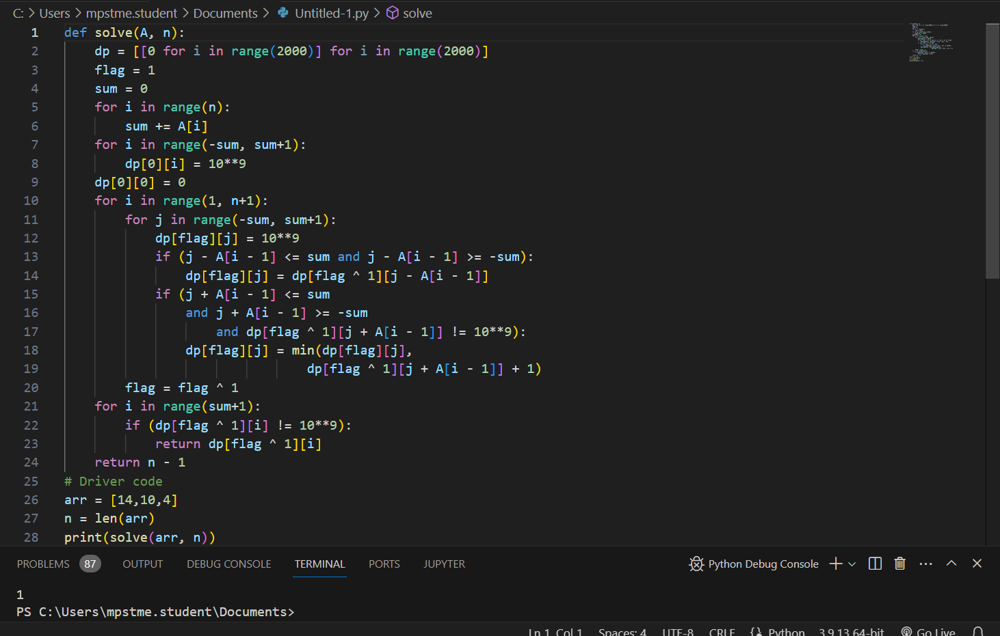 C: > Users > mpstme.student > Documents > Untitled-1.py > solve
1 def solve(A, n):
2     dp = [[0 for i in range(2000)] for i in range(2000)]
3     flag = 1
4     sum = 0
5     for i in range(n):
6         sum += A[i]
7     for i in range(-sum, sum+1):
8         dp[0][i] = 10**9
9     dp[0][0] = 0
10     for i in range(1, n+1):
11         for j in range(-sum, sum+1):
12             dp[flag][j] = 10**9
13             if (j - A[i - 1] <= sum and j - A[i - 1] >= -sum):
14                 dp[flag][j] = dp[flag ^ 1][j - A[i - 1]]
15             if (j + A[i - 1] <= sum
16                 and j + A[i - 1] >= -sum
17                     and dp[flag ^ 1][j + A[i - 1]] != 10**9):
18                 dp[flag][j] = min(dp[flag][j],
19                                 dp[flag ^ 1][j + A[i - 1]] + 1)
20         flag = flag ^ 1
21     for i in range(sum+1):
22         if (dp[flag ^ 1][i] != 10**9):
23             return dp[flag ^ 1][i]
24     return n - 1
25 # Driver code
26 arr = [14,10,4]
27 n = len(arr)
28 print(solve(arr, n))
PROBLEMS 87 OUTPUT DEBUG CONSOLE TERMINAL PORTS JUPYTER Python Debug Console
1
PS C:\Users\mpstme.student\Documents>
Ln 1, Col 1 Spaces: 4 UTF-8 CRLF Python 3.9.13 64-bit Go Live